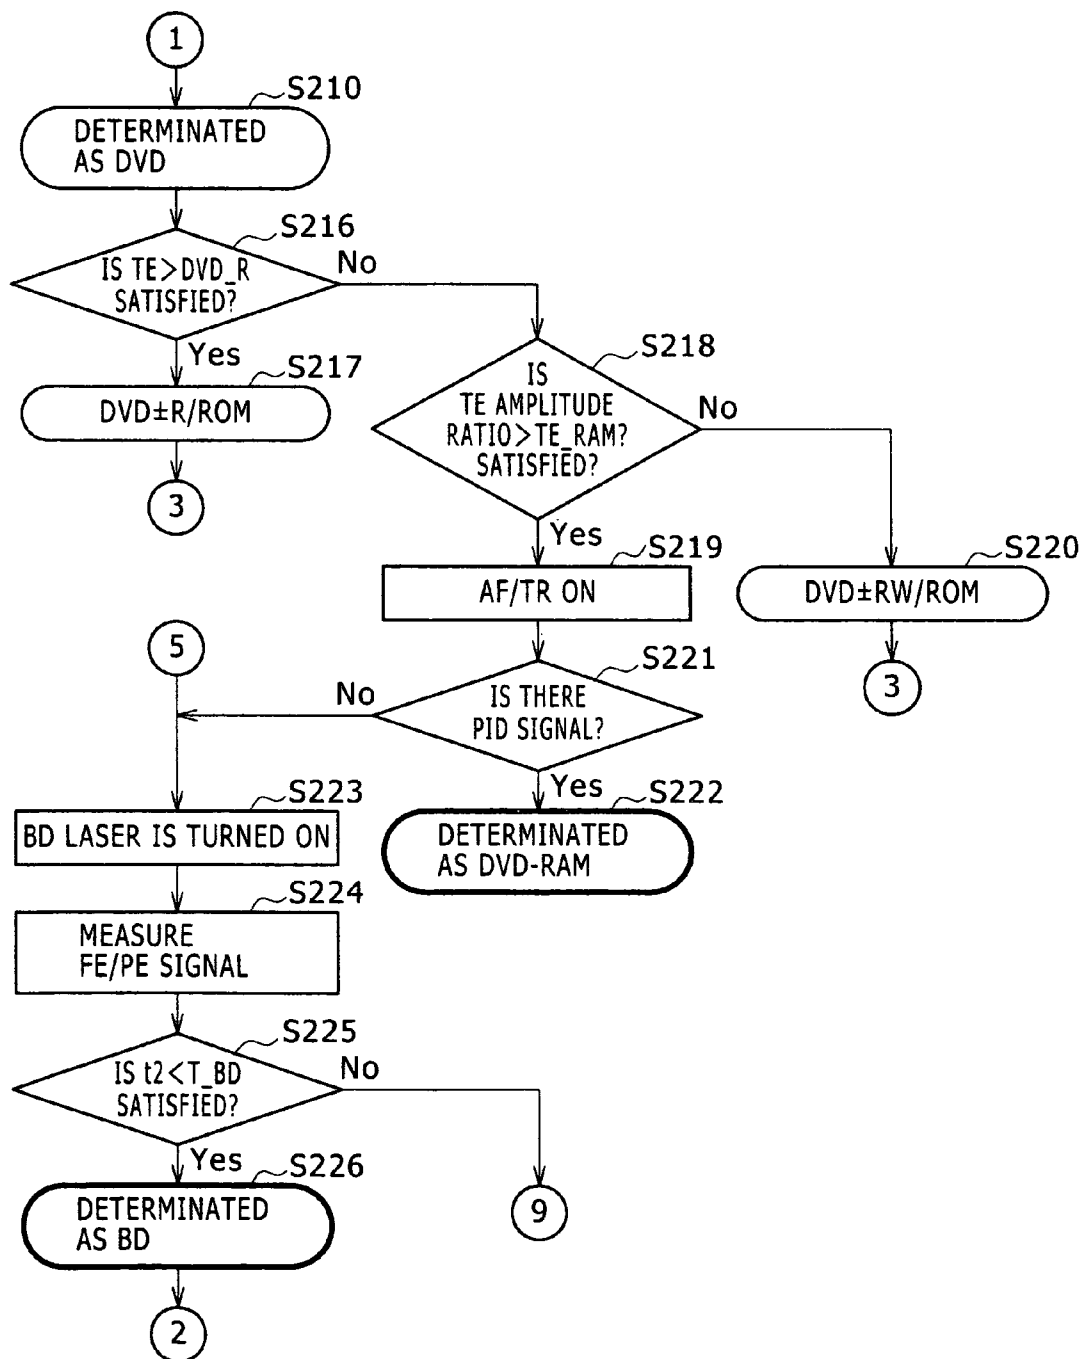 1
S210
DETERMINATED
AS DVD
S216
IS TE>DVD_R
SATISFIED?
No
Yes
S217
DVD±R/ROM
3
S218
IS
TE AMPLITUDE
RATIO>TE_RAM?
SATISFIED?
No
Yes
S219
AF/TR ON
S220
DVD±RW/ROM
3
5
S221
IS THERE
PID SIGNAL?
No
Yes
S222
DETERMINATED
AS DVD-RAM
S223
BD LASER IS TURNED ON
S224
MEASURE
FE/PE SIGNAL
S225
IS t2<T_BD
SATISFIED?
No
Yes
S226
DETERMINATED
AS BD
9
2